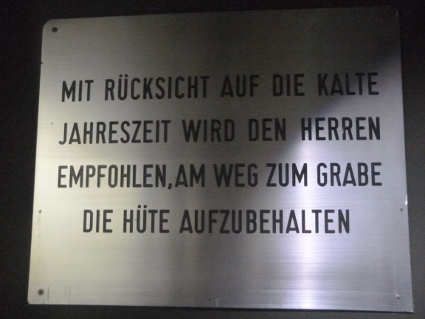 MIT RÜCKSICHT AUF DIE KALTE
JAHRESZEIT WIRD DEN HERREN
EMPFOHLEN, AM WEG ZUM GRABE
DIE HÜTE AUFZUBEHALTEN